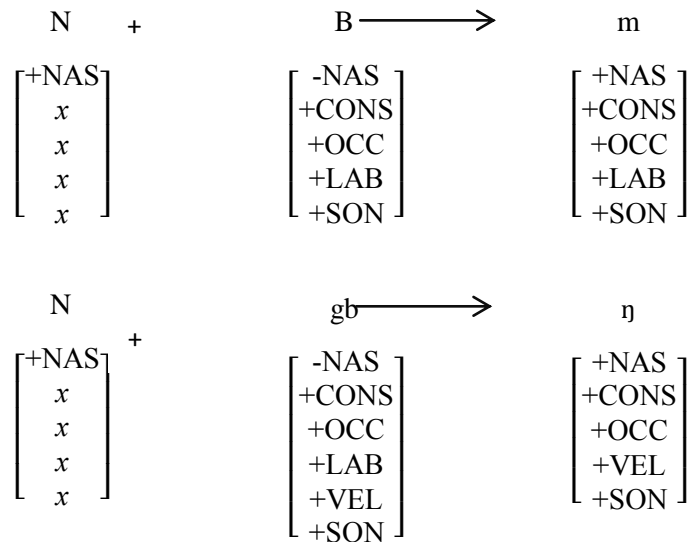 N + B ⟶ m
+NAS -NAS +NAS
x +CONS +CONS
x +OCC +OCC
x +LAB +LAB
x +SON +SON
N + gb ⟶ ŋ
+NAS -NAS +NAS
x +CONS +CONS
x +OCC +OCC
x +LAB +VEL
x +VEL +SON
+SON